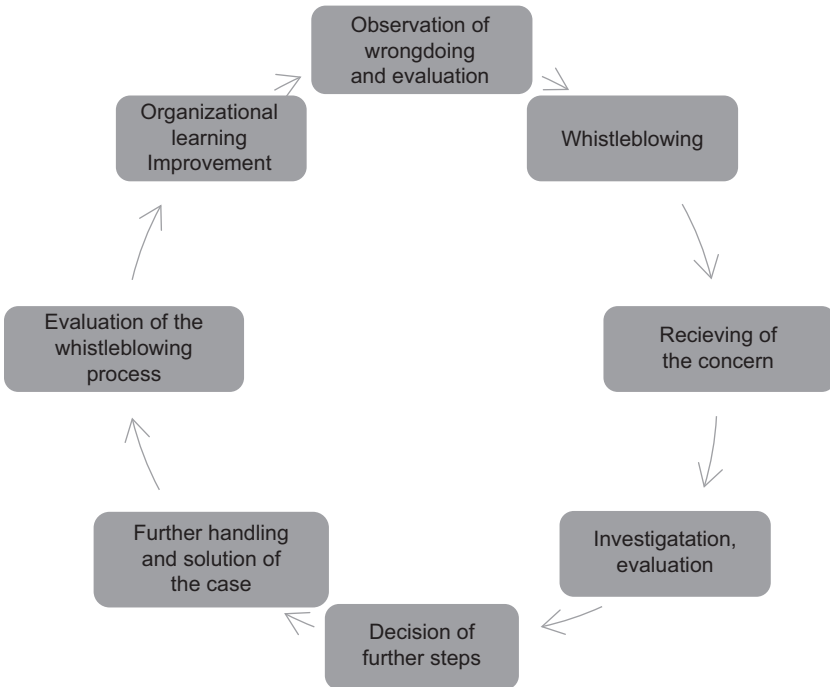 Observation of
wrongdoing
and evaluation
Whistleblowing
Recieving of
the concern
Investigatation,
evaluation
Decision of
further steps
Further handling
and solution of
the case
Evaluation of the
whistleblowing
process
Organizational
learning
Improvement